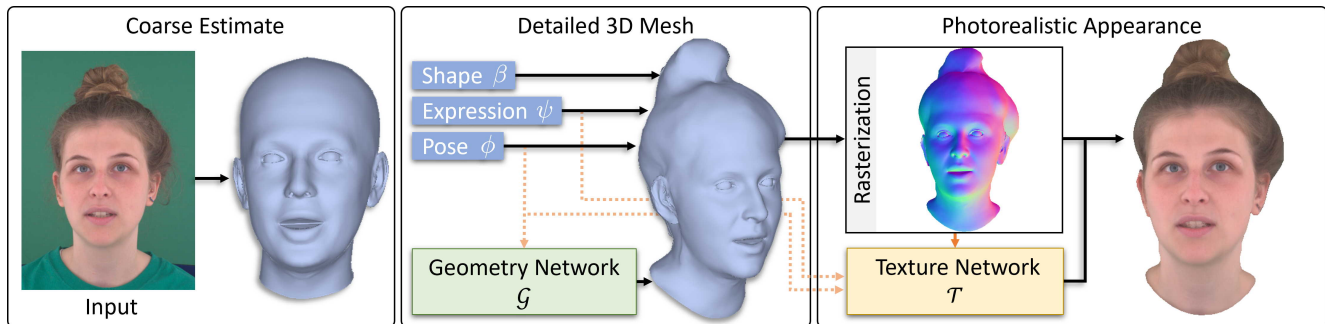 Coarse Estimate
Input
Detailed 3D Mesh
Shape β
Expression ψ
Pose ϕ
Geometry Network
𝒢
Photorealistic Appearance
Rasterization
Texture Network
𝒯